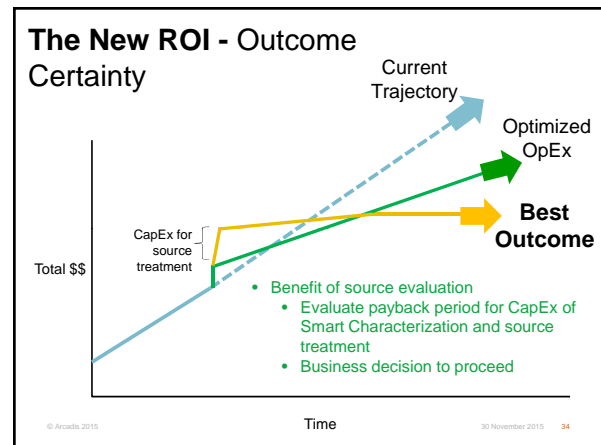 The New ROI - Outcome
Certainty
Current
Trajectory
Optimized
OpEx
Best
Outcome
CapEx for
source
treatment
Total $$
• Benefit of source evaluation
• Evaluate payback period for CapEx of
Smart Characterization and source
treatment
• Business decision to proceed
© Arcadis 2015
Time
30 November 2015
34